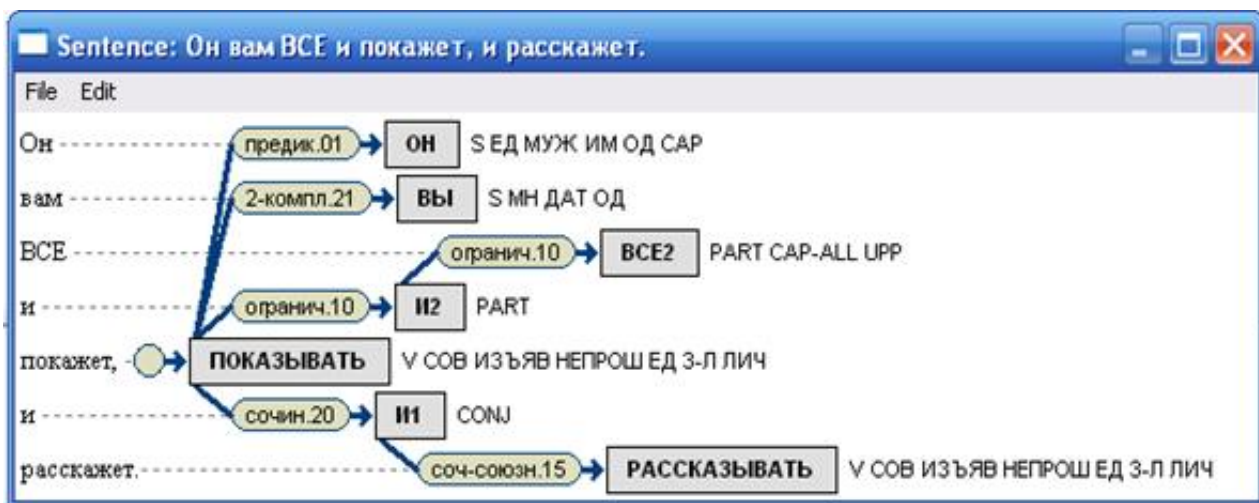 Sentence: Он вам ВСЕ и покажет, и расскажет.
File Edit
Он предик.01 ОН S ЕД МУЖ ИМ ОД CAP
вам 2-компл.21 ВЫ S МН ДАТ ОД
ВСЕ огранич.10 ВСЕ2 PART CAP-ALL UPP
и огранич.10 И2 PART
покажет, ПОКАЗЫВАТЬ V СОВ ИЗЪЯВ НЕПРОШ ЕД 3-Л ЛИЧ
и сочин.20 И1 CONJ
расскажет. соч-союзн.15 РАССКАЗЫВАТЬ V СОВ ИЗЪЯВ НЕПРОШ ЕД 3-Л ЛИЧ